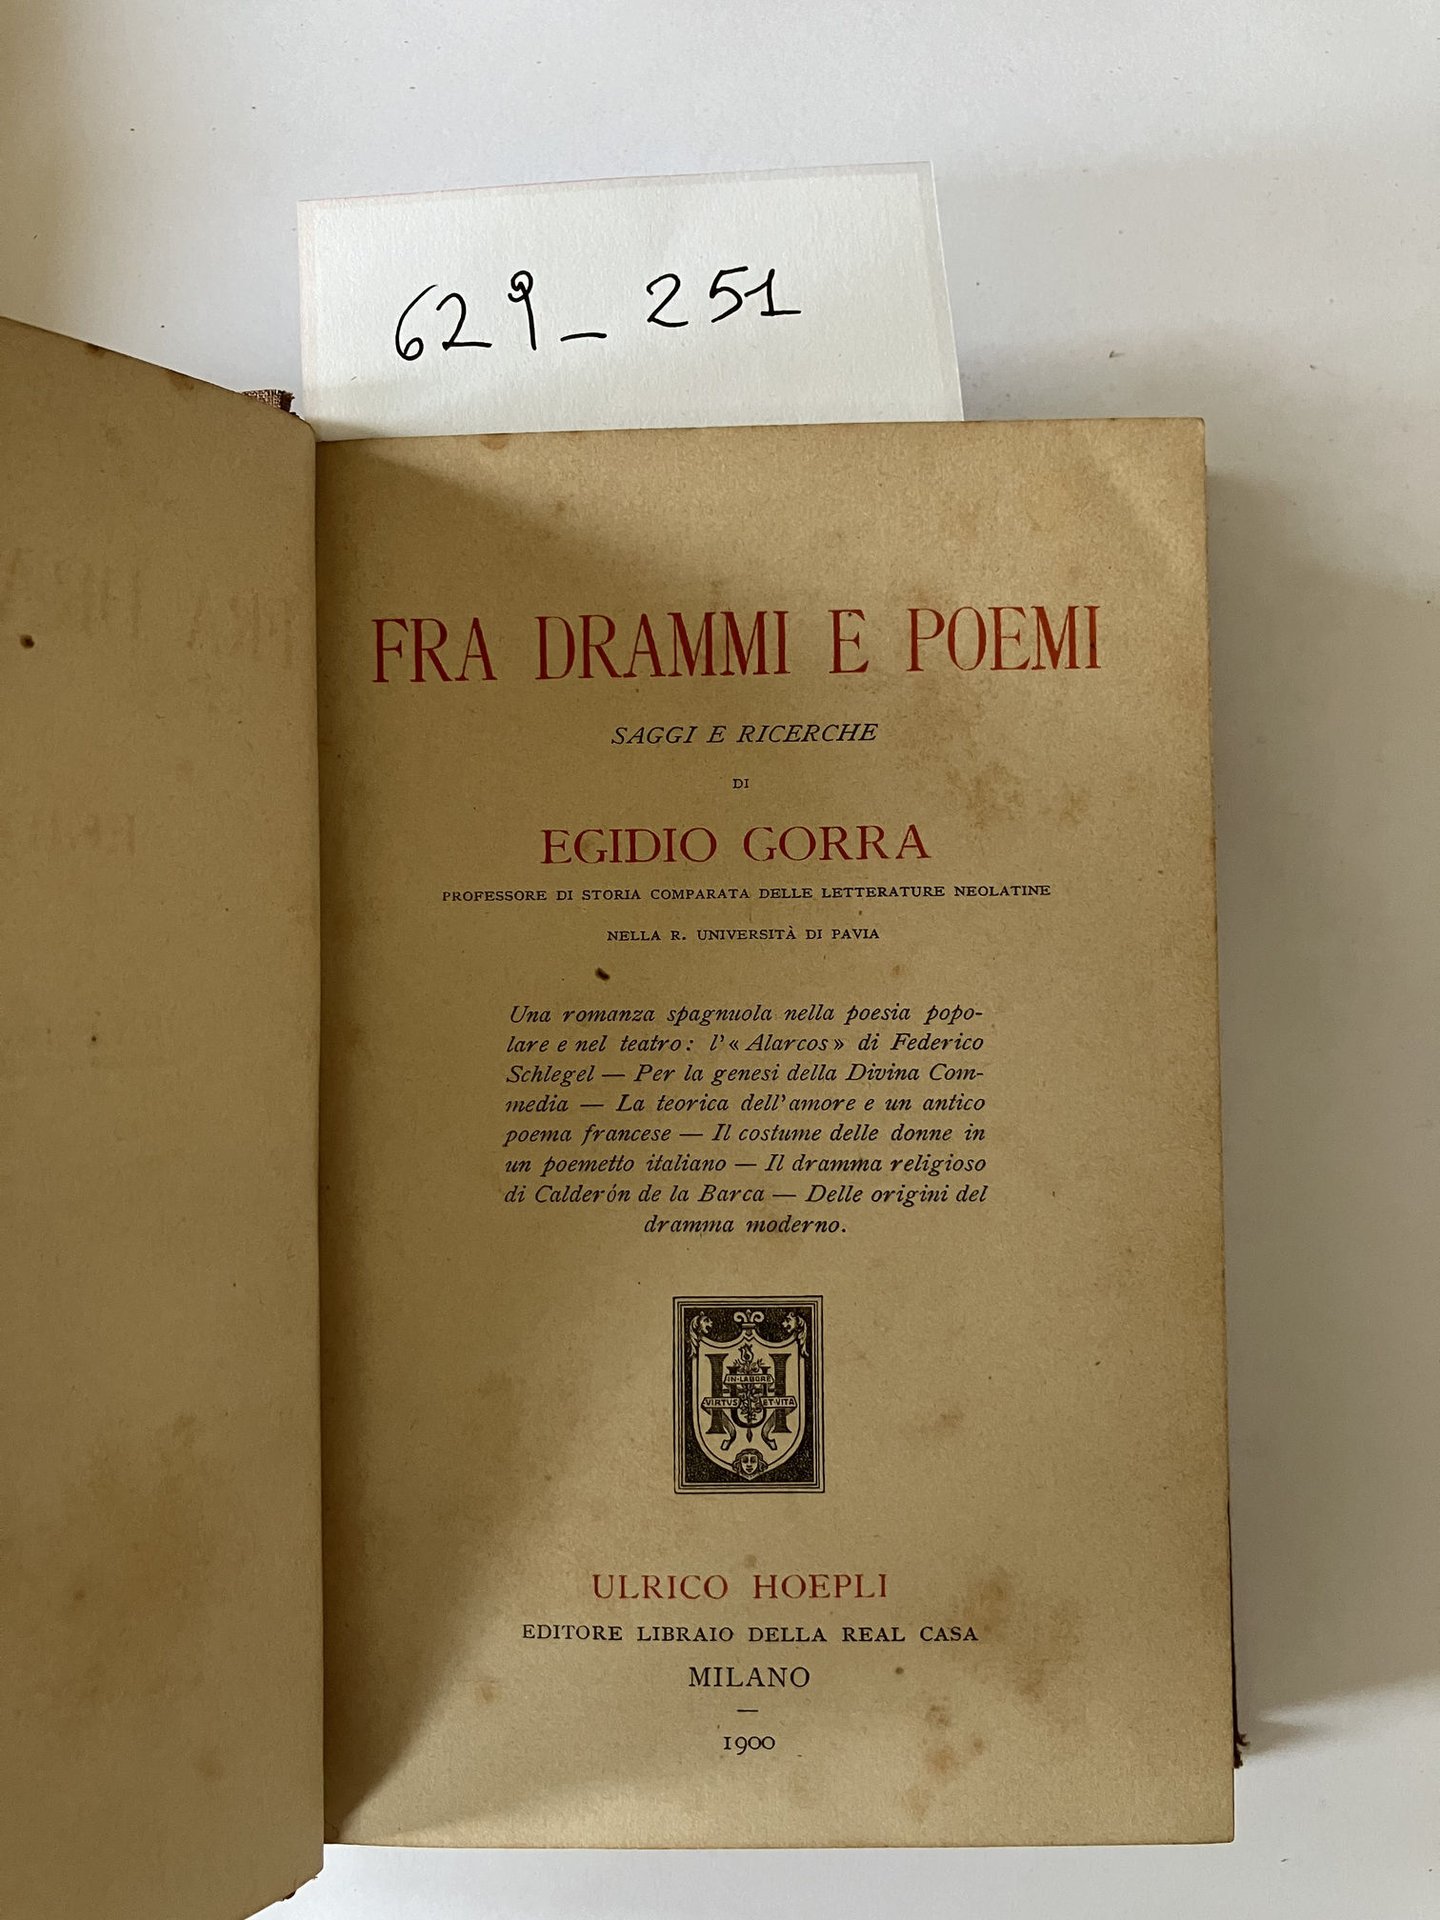 629_251
FRA DRAMMI E POEMI
SAGGI E RICERCHE
DI
EGIDIO GORRA
PROFESSORE DI STORIA COMPARATA DELLE LETTERATURE NEOLATINE
NELLA R. UNIVERSITÀ DI PAVIA
Una romanza spagnuola nella poesia popo-
lare e nel teatro: l'« Alarcos» di Federico
Schlegel — Per la genesi della Divina Com-
media — La teorica dell'amore e un antico
poema francese — Il costume delle donne in
un poemetto italiano — Il dramma religioso
di Calderón de la Barca — Delle origini del
dramma moderno.
IN·LABORE
VIRTUS ET·VITA
ULRICO HOEPLI
EDITORE LIBRAIO DELLA REAL CASA
MILANO
—
1900